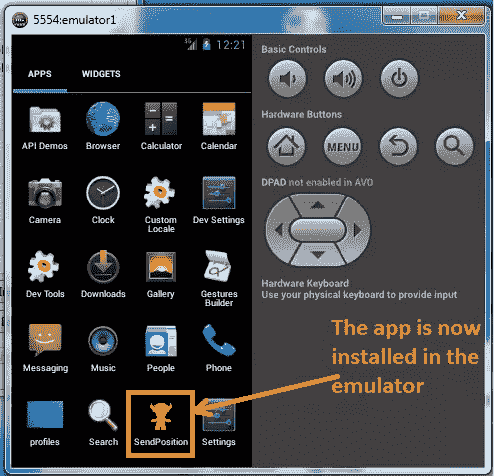 5554:emulator1
3G 12:21
APPS WIDGETS
API Demos Browser Calculator Calendar
Camera Clock Custom Locale Dev Settings
Dev Tools Downloads Gallery Gestures Builder
Messaging Music People Phone
profiles Search SendPosition Settings
Basic Controls
Hardware Buttons
MENU
DPAD not enabled in AVD
Hardware Keyboard
Use your physical keyboard to provide input
The app is now
installed in the
emulator